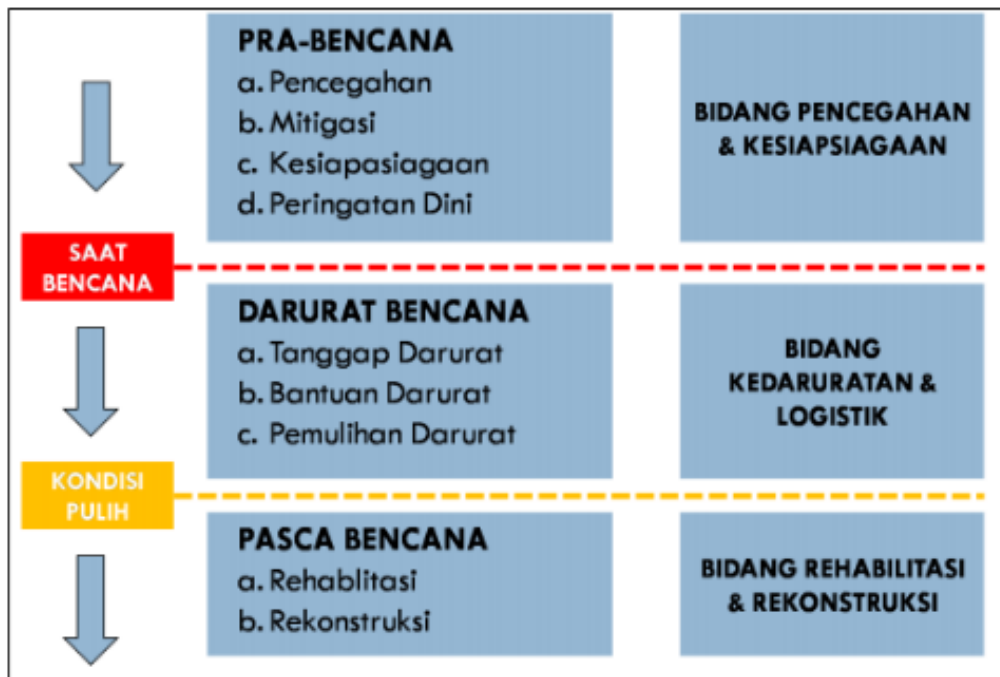 PRA-BENCANA
a. Pencegahan
b. Mitigasi
c. Kesiapasiagaan
d. Peringatan Dini
BIDANG PENCEGAHAN
& KESIAPSIAGAAN
SAAT
BENCANA
DARURAT BENCANA
a. Tanggap Darurat
b. Bantuan Darurat
c. Pemulihan Darurat
BIDANG
KEDARURATAN &
LOGISTIK
KONDISI
PULIH
PASCA BENCANA
a. Rehablitasi
b. Rekonstruksi
BIDANG REHABILITASI
& REKONSTRUKSI